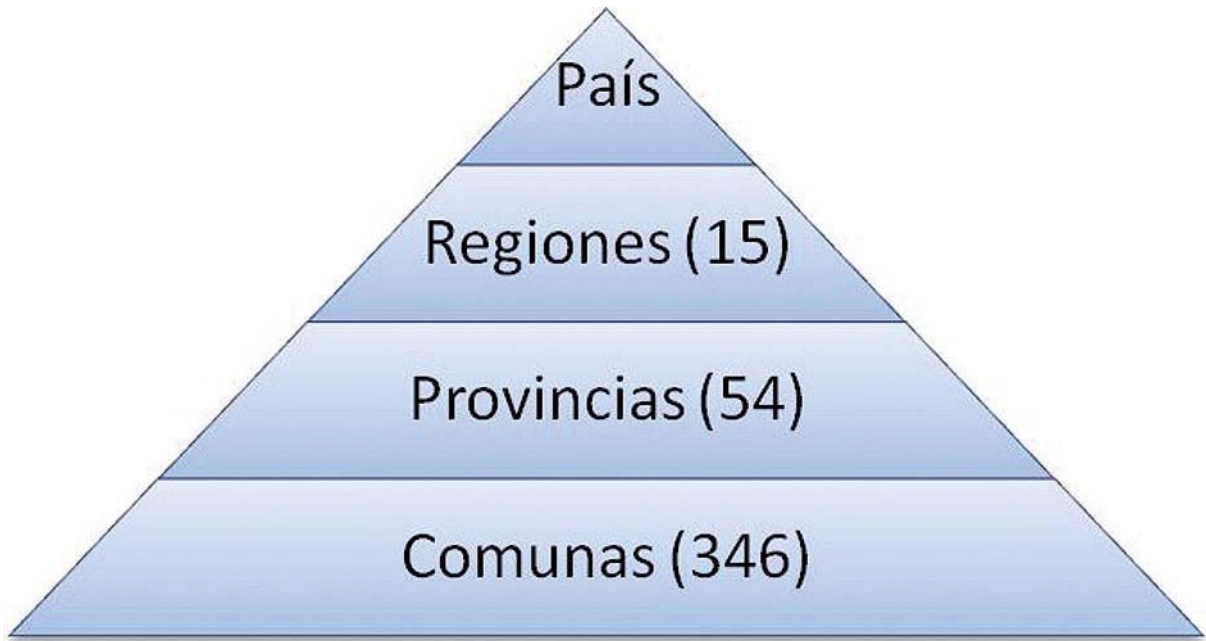 País
Regiones (15)
Provincias (54)
Comunas (346)